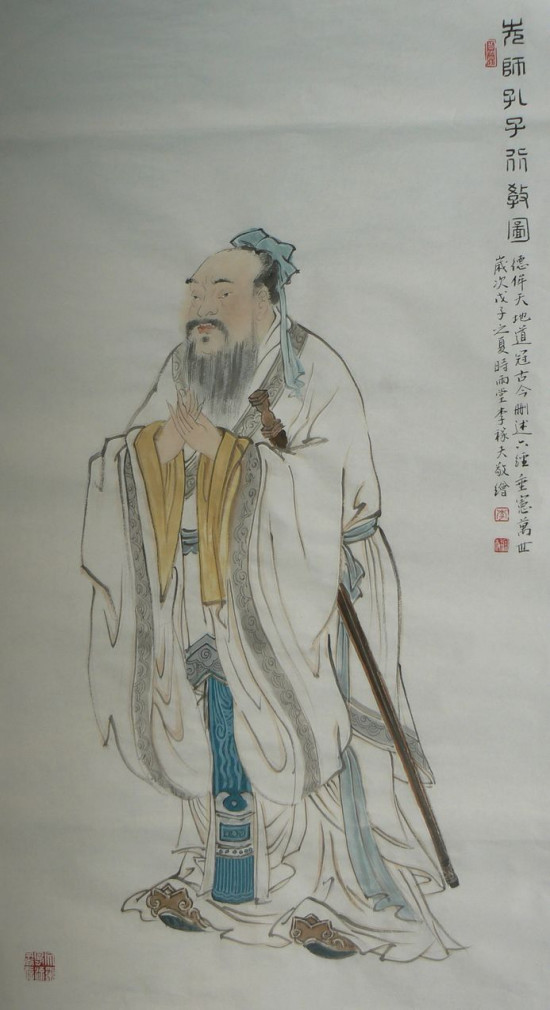 先師孔子行教圖
德侔天地道冠古今刪述六經垂憲萬世
歲次戊子之夏時雨堂李稼天敬繪